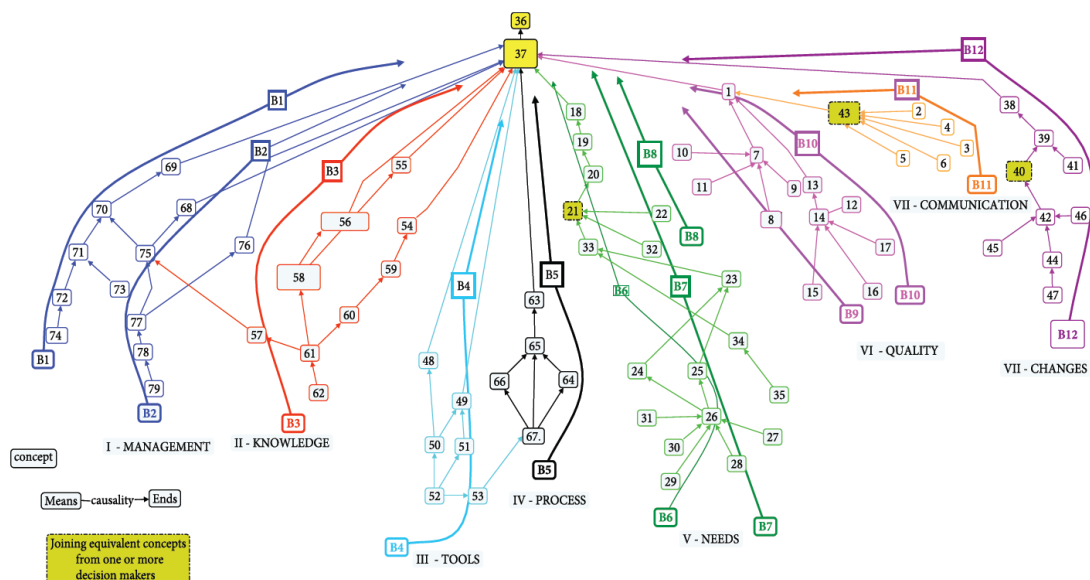 36
37
B12
B1
1
B11
38
43
2
4
3
5
6
18
19
B2
B8
B10
39
40
41
55
69
B3
20
10
7
11
9
13
12
8
14
17
B11
VII - COMMUNICATION
70
68
56
54
21
22
32
33
B8
42
46
45
71
75
76
58
59
B4
B5
B6
B7
23
15
16
B9
B10
44
47
72
73
63
74
77
57
60
61
78
48
65
34
VI - QUALITY
B12
B1
79
62
66
64
24
25
35
VII - CHANGES
B2
B3
49
50
51
67.
31
26
27
30
28
I - MANAGEMENT
II - KNOWLEDGE
concept
B5
29
52
53
IV - PROCESS
B6
B7
Means
causality
Ends
V - NEEDS
B4
III - TOOLS
Joining equivalent concepts
from one or more
decision makers